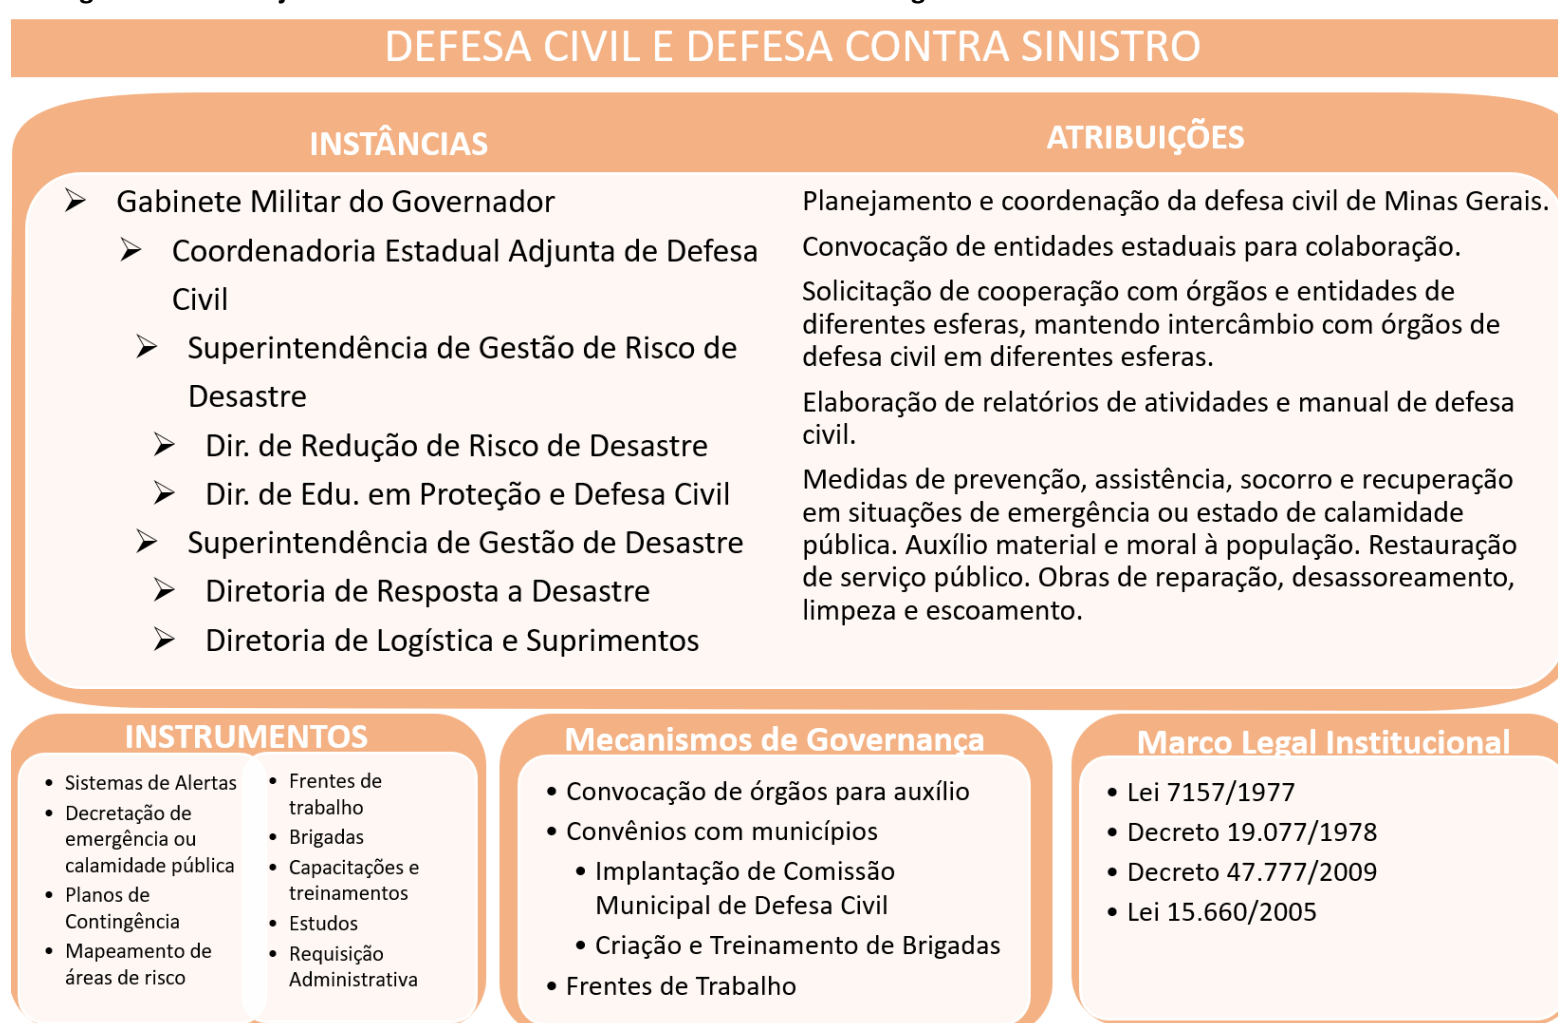 DEFESA CIVIL E DEFESA CONTRA SINISTRO
INSTÂNCIAS
Gabinete Militar do Governador
Coordenadoria Estadual Adjunta de Defesa
Civil
Superintendência de Gestão de Risco de
Desastre
Dir. de Redução de Risco de Desastre
Dir. de Edu. em Proteção e Defesa Civil
Superintendência de Gestão de Desastre
Diretoria de Resposta a Desastre
Diretoria de Logística e Suprimentos
ATRIBUIÇÕES
Planejamento e coordenação da defesa civil de Minas Gerais.
Convocação de entidades estaduais para colaboração.
Solicitação de cooperação com órgãos e entidades de
diferentes esferas, mantendo intercâmbio com órgãos de
defesa civil em diferentes esferas.
Elaboração de relatórios de atividades e manual de defesa
civil.
Medidas de prevenção, assistência, socorro e recuperação
em situações de emergência ou estado de calamidade
pública. Auxílio material e moral à população. Restauração
de serviço público. Obras de reparação, desassoreamento,
limpeza e escoamento.
INSTRUMENTOS
• Sistemas de Alertas
• Decretação de
emergência ou
calamidade pública
• Planos de
Contingência
• Mapeamento de
áreas de risco
• Frentes de
trabalho
• Brigadas
• Capacitações e
treinamentos
• Estudos
• Requisição
Administrativa
Mecanismos de Governança
• Convocação de órgãos para auxílio
• Convênios com municípios
• Implantação de Comissão
Municipal de Defesa Civil
• Criação e Treinamento de Brigadas
• Frentes de Trabalho
Marco Legal Institucional
• Lei 7157/1977
• Decreto 19.077/1978
• Decreto 47.777/2009
• Lei 15.660/2005